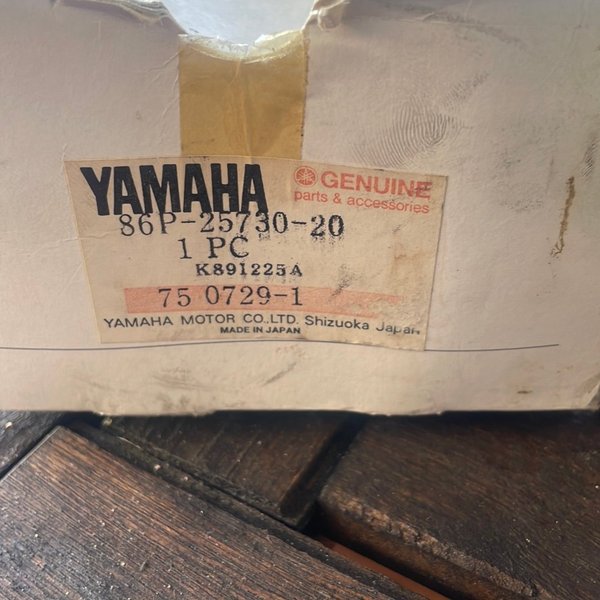 YAMAHA
GENUINE
parts & accessories
86P-25730-20
1 PC
K891225A
75 0729-1
YAMAHA MOTOR CO.,LTD. Shizuoka Japan.
MADE IN JAPAN